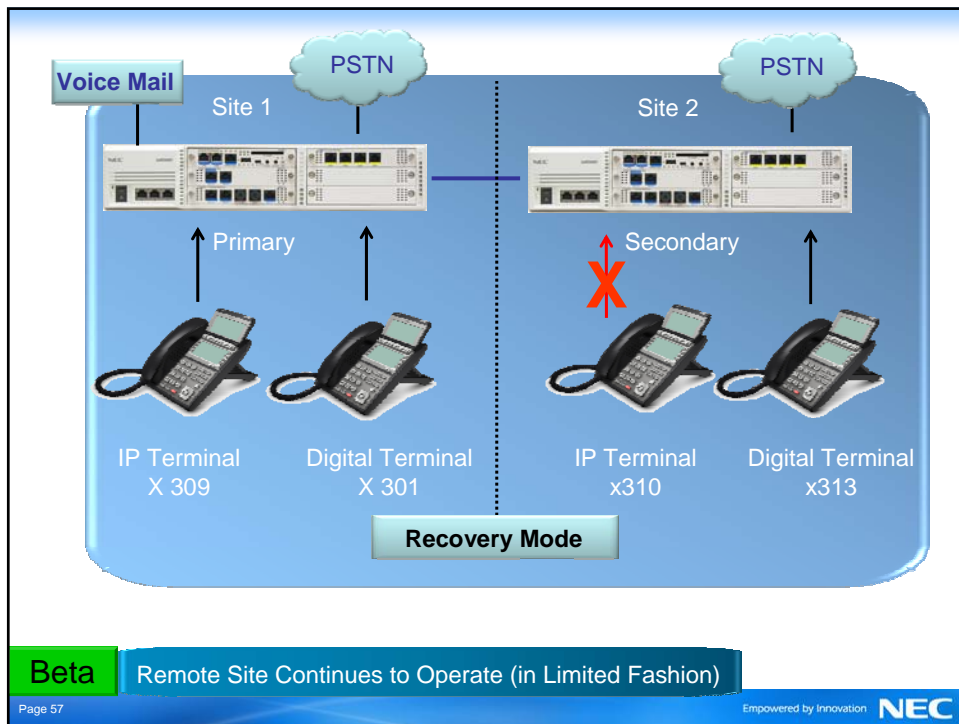 Voice Mail
PSTN
PSTN
Site 1
Site 2
NEC
NEC
Primary
Secondary
X
IP Terminal
X 309
Digital Terminal
X 301
IP Terminal
x310
Digital Terminal
x313
Recovery Mode
Beta
Remote Site Continues to Operate (in Limited Fashion)
Page 57
Empowered by Innovation NEC